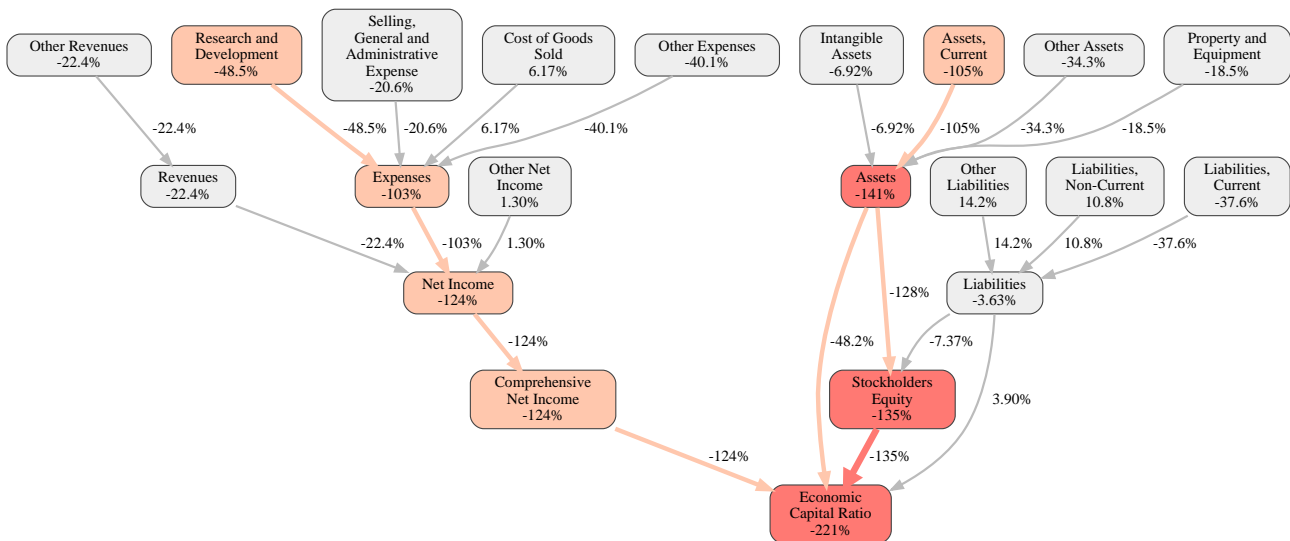 Other Revenues
-22.4%
Research and
Development
-48.5%
Selling,
General and
Administrative
Expense
-20.6%
Cost of Goods
Sold
6.17%
Other Expenses
-40.1%
Intangible
Assets
-6.92%
Assets,
Current
-105%
Other Assets
-34.3%
Property and
Equipment
-18.5%
-22.4%
-48.5%
-20.6%
6.17%
-40.1%
-6.92%
-105%
-34.3%
-18.5%
Revenues
-22.4%
Expenses
-103%
Other Net
Income
1.30%
Assets
-141%
Other
Liabilities
14.2%
Liabilities,
Non-Current
10.8%
Liabilities,
Current
-37.6%
-22.4%
-103%
1.30%
14.2%
10.8%
-37.6%
Net Income
-124%
-128%
Liabilities
-3.63%
-124%
-48.2%
-7.37%
Comprehensive
Net Income
-124%
Stockholders
Equity
-135%
3.90%
-124%
-135%
Economic
Capital Ratio
-221%